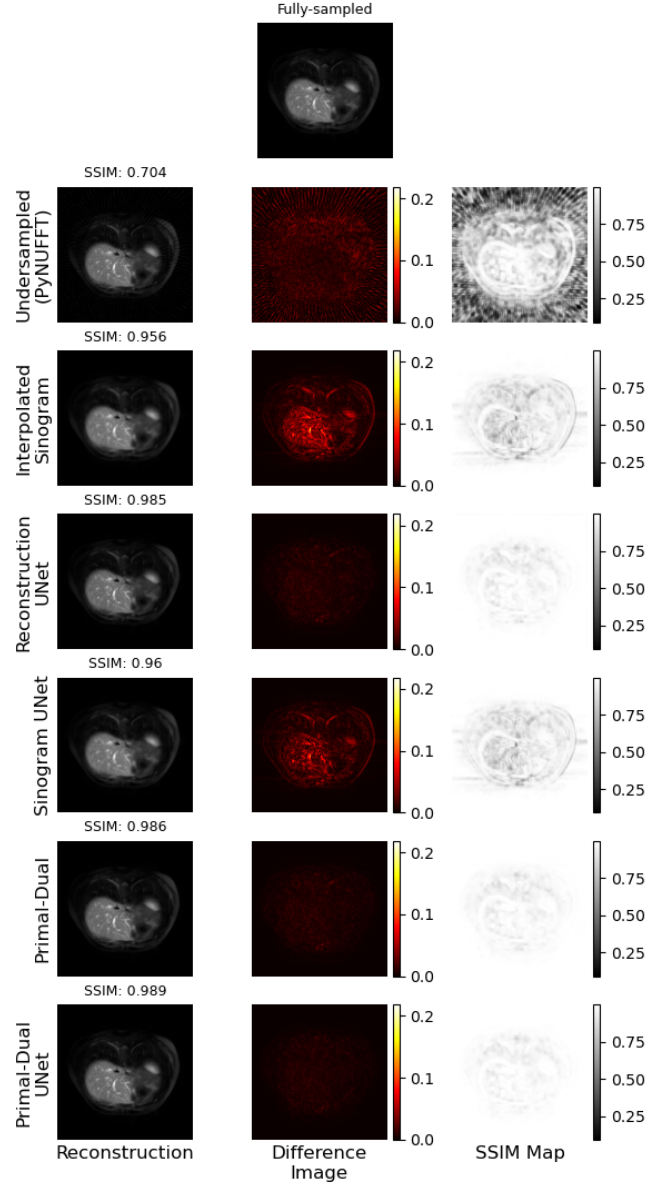 Fully-sampled
SSIM: 0.704
Undersampled
(PyNUFFT)
0.2
0.1
0.0
0.75
0.50
0.25
SSIM: 0.956
Interpolated
Sinogram
0.2
0.1
0.0
0.75
0.50
0.25
SSIM: 0.985
Reconstruction
UNet
0.2
0.1
0.0
0.75
0.50
0.25
SSIM: 0.96
Sinogram UNet
0.2
0.1
0.0
0.75
0.50
0.25
SSIM: 0.986
Primal-Dual
0.2
0.1
0.0
0.75
0.50
0.25
SSIM: 0.989
Primal-Dual
UNet
0.2
0.1
0.0
0.75
0.50
0.25
Reconstruction
Difference
Image
SSIM Map